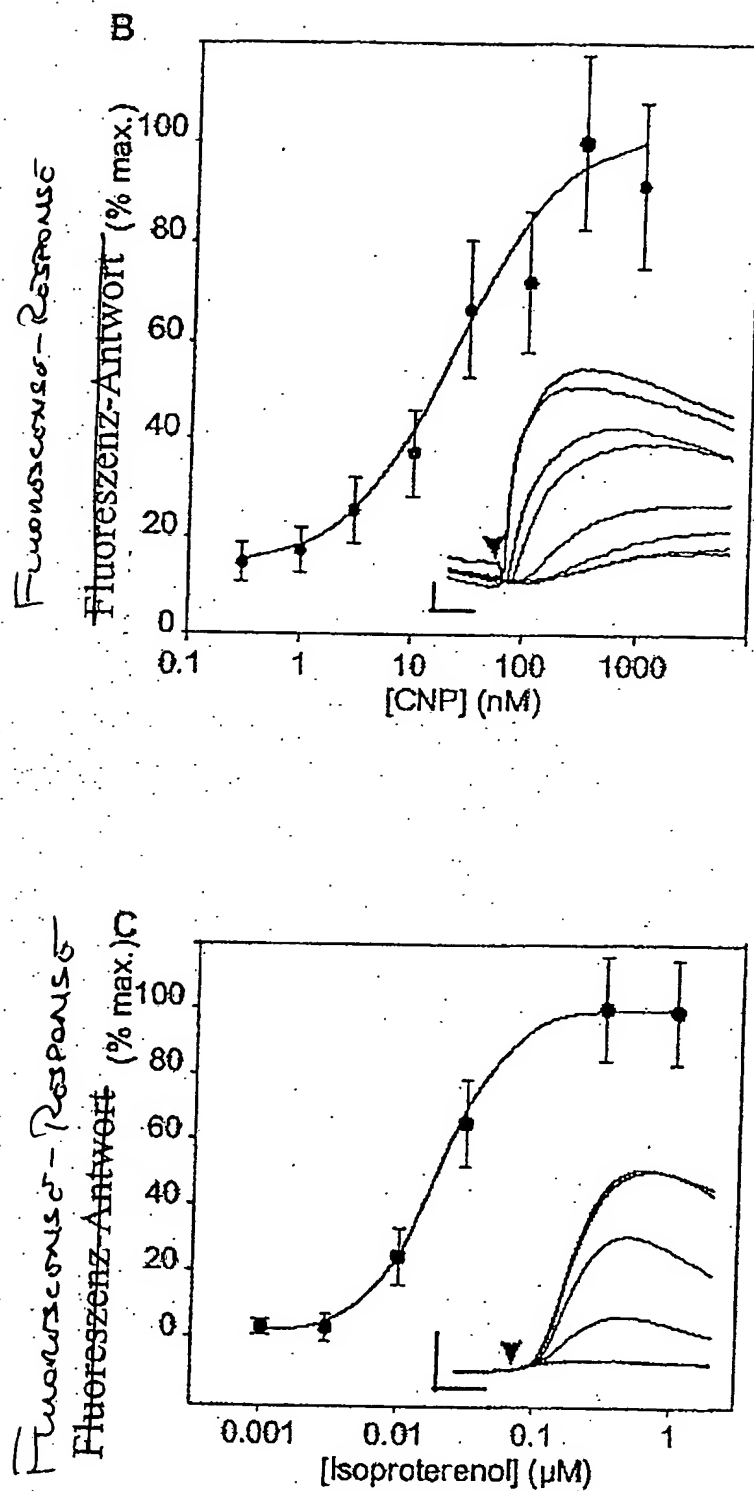 B
Fluorescence-Response
Fluoreszenz-Antwort (% max.)
100
80
60
40
20
0
0.1 1 10 100 1000
[CNP] (nM)
C
Fluorescence-Response
Fluoreszenz-Antwort (% max.)
100
80
60
40
20
0
0.001 0.01 0.1 1
[Isoproterenol] (µM)